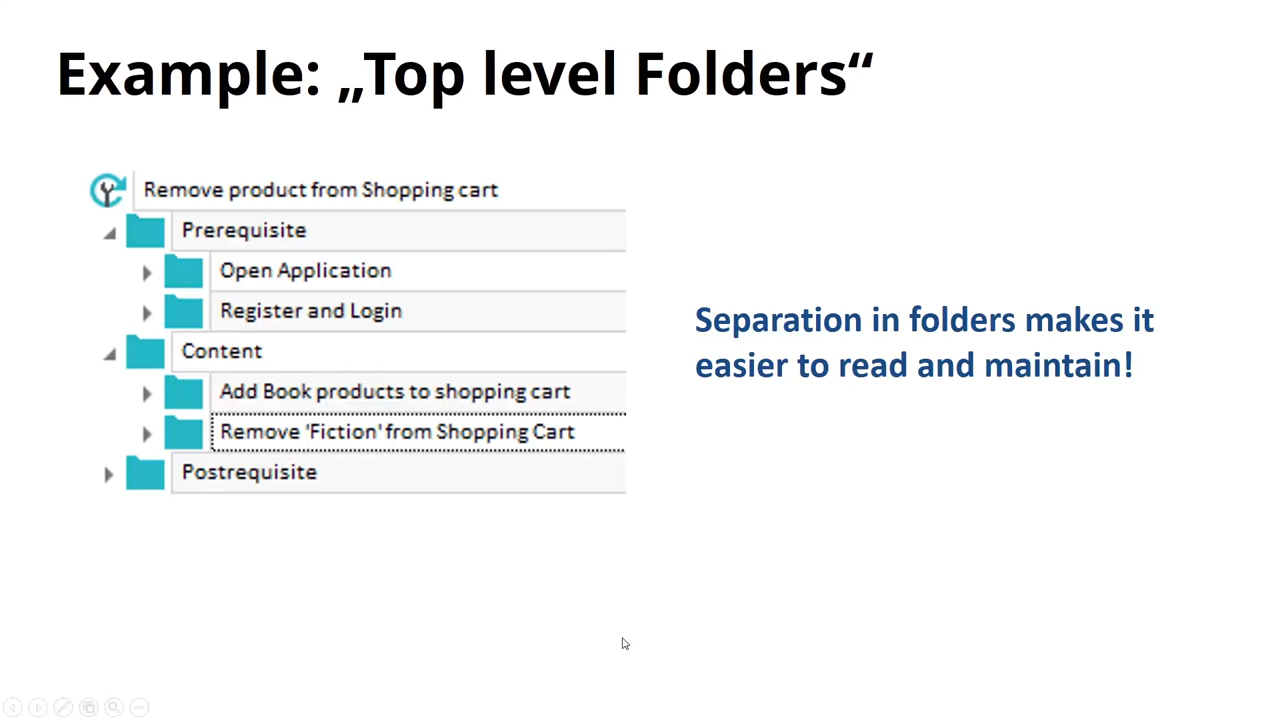 Example: „Top level Folders“
Remove product from Shopping cart
Prerequisite
Open Application
Register and Login
Content
Add Book products to shopping cart
Remove 'Fiction' from Shopping Cart
Postrequisite
Separation in folders makes it
easier to read and maintain!